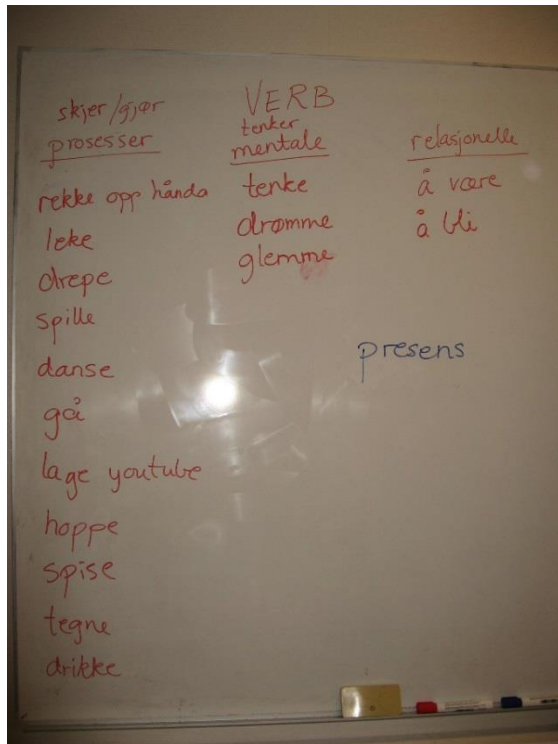 VERB
skjer/gjør
prosesser
rekke opp hånda
leke
drepe
spille
danse
gå
lage youtube
hoppe
spise
tegne
drikke
tenker
mentale
tenke
drømme
glemme
relasjonelle
å være
å bli
presens